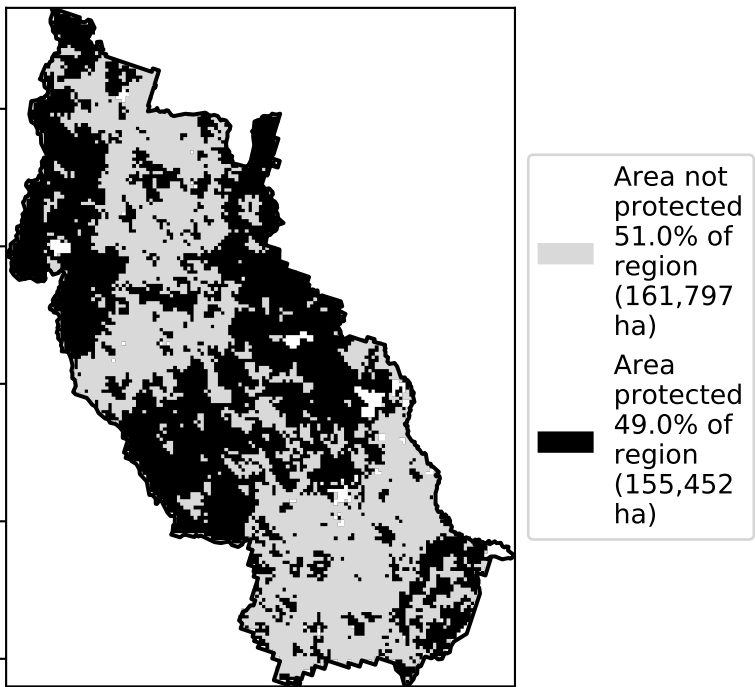 Area not
protected
51.0% of
region
(161,797
ha)
Area
protected
49.0% of
region
(155,452
ha)